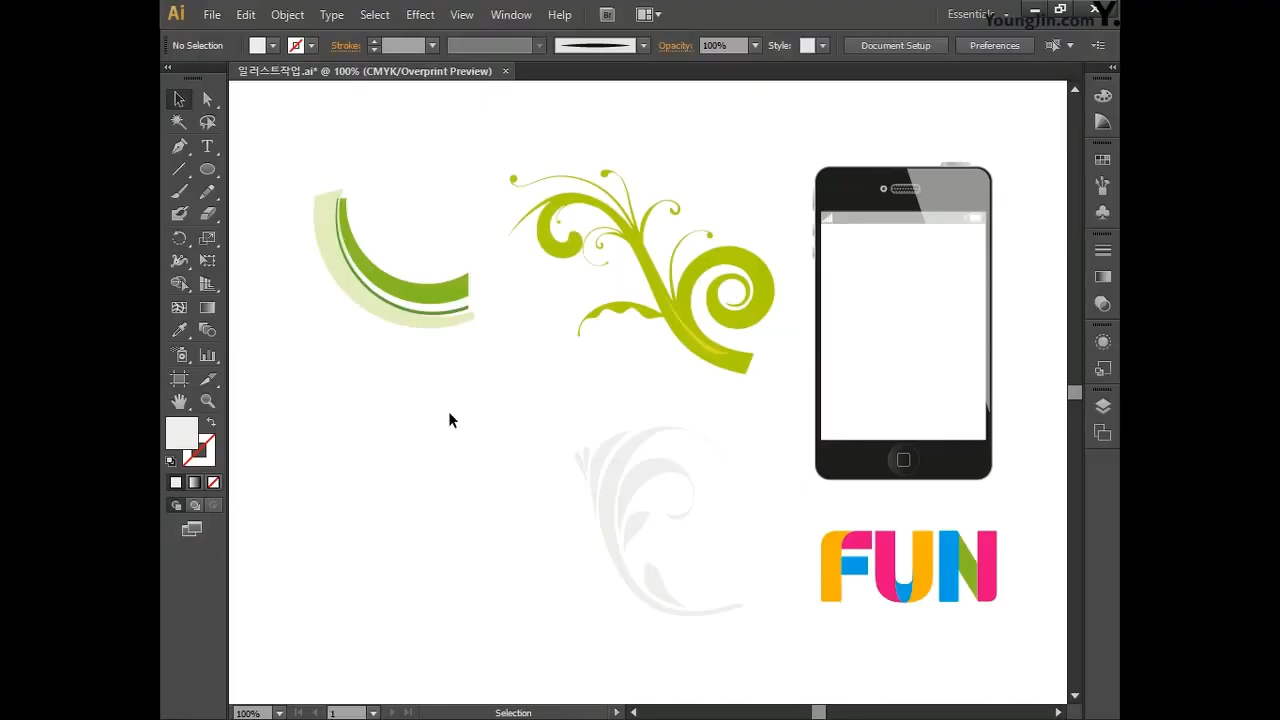 Ai File Edit Object Type Select Effect View Window Help Br Essentials
YoungJin.com Y.
No Selection Stroke: Opacity: 100% Style: Document Setup Preferences
일러스트작업.ai* @ 100% (CMYK/Overprint Preview) ×
T
FUN
100% 1 Selection